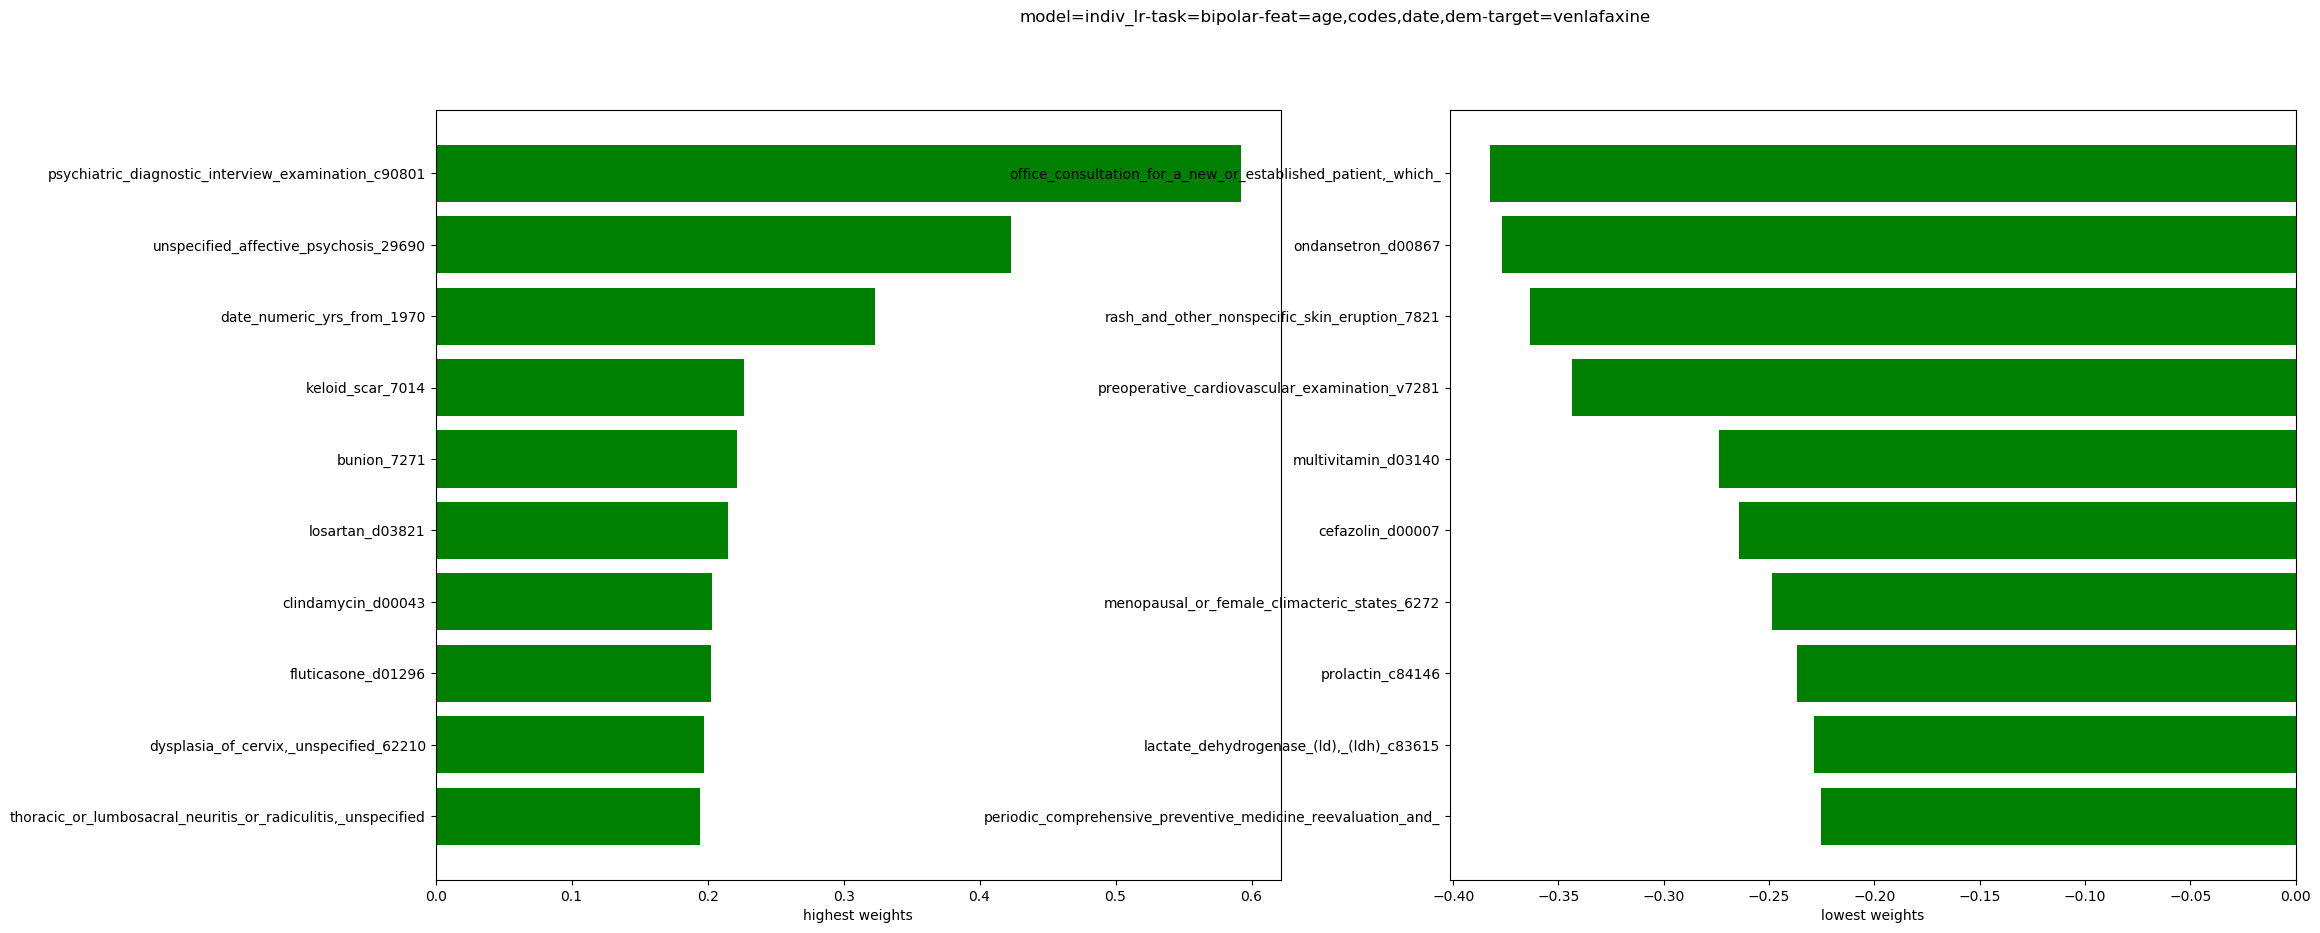 model=indiv_lr-task=bipolar-feat=age,codes,date,dem-target=venlafaxine
psychiatric_diagnostic_interview_examination_c90801
unspecified_affective_psychosis_29690
date_numeric_yrs_from_1970
keloid_scar_7014
bunion_7271
losartan_d03821
clindamycin_d00043
fluticasone_d01296
dysplasia_of_cervix,_unspecified_62210
thoracic_or_lumbosacral_neuritis_or_radiculitis,_unspecified
0.0 0.1 0.2 0.3 0.4 0.5 0.6
highest weights
office_consultation_for_a_new_or_established_patient,_which_
ondansetron_d00867
rash_and_other_nonspecific_skin_eruption_7821
preoperative_cardiovascular_examination_v7281
multivitamin_d03140
cefazolin_d00007
menopausal_or_female_climacteric_states_6272
prolactin_c84146
lactate_dehydrogenase_(ld),_(ldh)_c83615
periodic_comprehensive_preventive_medicine_reevaluation_and_
−0.40 −0.35 −0.30 −0.25 −0.20 −0.15 −0.10 −0.05 0.00
lowest weights